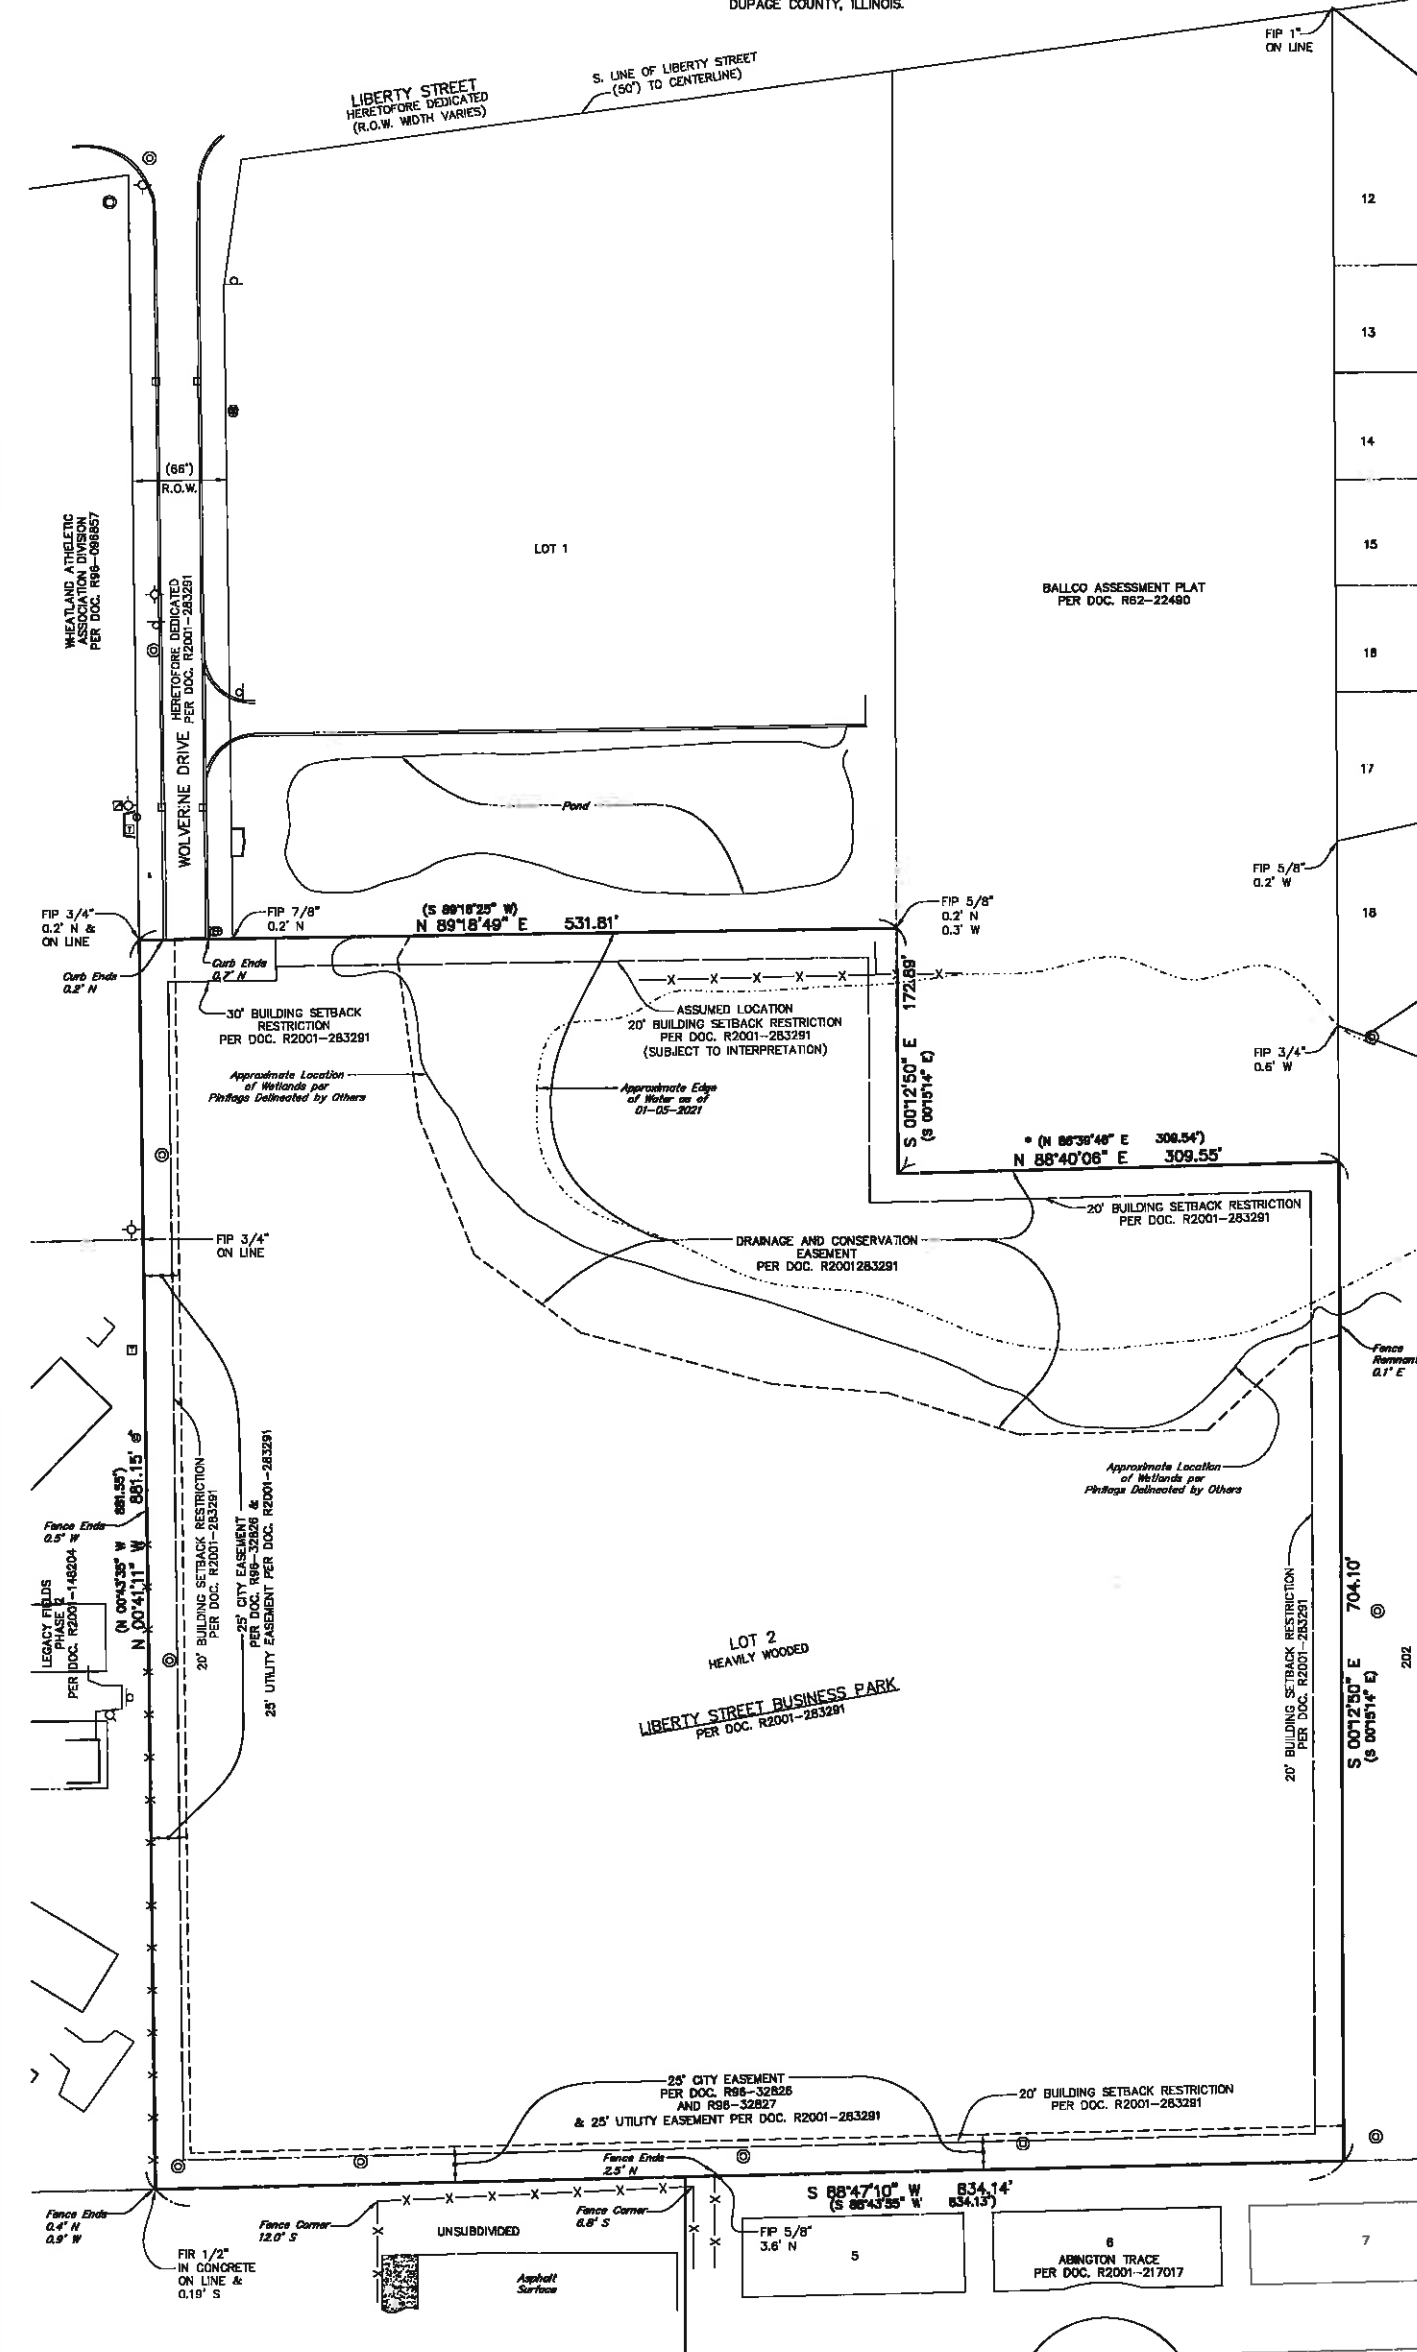 DUPAGE COUNTY, ILLINOIS.
FIP 1"
ON LINE
LIBERTY STREET
HERETOFORE DEDICATED
(R.O.W. WIDTH VARIES)
S. LINE OF LIBERTY STREET
(50') TO CENTERLINE)
12
13
14
15
16
17
18
(66')
R.O.W.
WHEATLAND ATHELETIC
ASSOCIATION DIVISION
PER DOC. R96-096857
WOLVERINE DRIVE
HERETOFORE DEDICATED
PER DOC. R2001-283291
LOT 1
BALLCO ASSESSMENT PLAT
PER DOC. R62-22490
Pond
FIP 5/8"
0.2' W
FIP 3/4"
0.2' N &
ON LINE
FIP 7/8"
0.2' N
(S 89°18'25" W)
N 89°18'49" E 531.81'
FIP 5/8"
0.2' N
0.3' W
Curb Ends
0.2' N
Curb Ends
0.7' N
30' BUILDING SETBACK
RESTRICTION
PER DOC. R2001-283291
ASSUMED LOCATION
20' BUILDING SETBACK RESTRICTION
PER DOC. R2001-283291
(SUBJECT TO INTERPRETATION)
S 00°12'50" E 172.89'
(S 00°15'14" E)
FIP 3/4"
0.6' W
Approximate Location
of Wetlands per
Pinflags Delineated by Others
Approximate Edge
of Water as of
01-05-2021
* (N 88°39'46" E 309.54')
N 88°40'06" E 309.55'
20' BUILDING SETBACK RESTRICTION
PER DOC. R2001-283291
FIP 3/4"
ON LINE
DRAINAGE AND CONSERVATION
EASEMENT
PER DOC. R2001283291
Fence
Remnant
0.1' E
Approximate Location
of Wetlands per
Pinflags Delineated by Others
(N 00°43'35" W 881.55')
N 00°41'11" W 881.15'
Fence Ends
0.5' W
LEGACY FIELDS
PHASE 2
PER DOC. R2001-148204
20' BUILDING SETBACK RESTRICTION
PER DOC. R2001-283291
25' CITY EASEMENT
PER DOC. R96-32826 &
25' UTILITY EASEMENT PER DOC. R2001-283291
LOT 2
HEAVILY WOODED
LIBERTY STREET BUSINESS PARK
PER DOC. R2001-283291
20' BUILDING SETBACK RESTRICTION
PER DOC. R2001-283291
S 00°12'50" E 704.10'
(S 00°15'14" E)
202
25' CITY EASEMENT
PER DOC. R96-32826
AND R96-32827
& 25' UTILITY EASEMENT PER DOC. R2001-283291
20' BUILDING SETBACK RESTRICTION
PER DOC. R2001-283291
Fence Ends
2.5' N
S 88°47'10" W 834.14'
(S 88°43'55" W 834.13')
Fence Ends
0.4' N
0.9' W
Fence Corner
12.0' S
UNSUBDIVIDED
Fence Corner
6.8' S
FIP 5/8"
3.6' N
FIR 1/2"
IN CONCRETE
ON LINE &
0.19' S
Asphalt
Surface
5
6
ABINGTON TRACE
PER DOC. R2001-217017
7